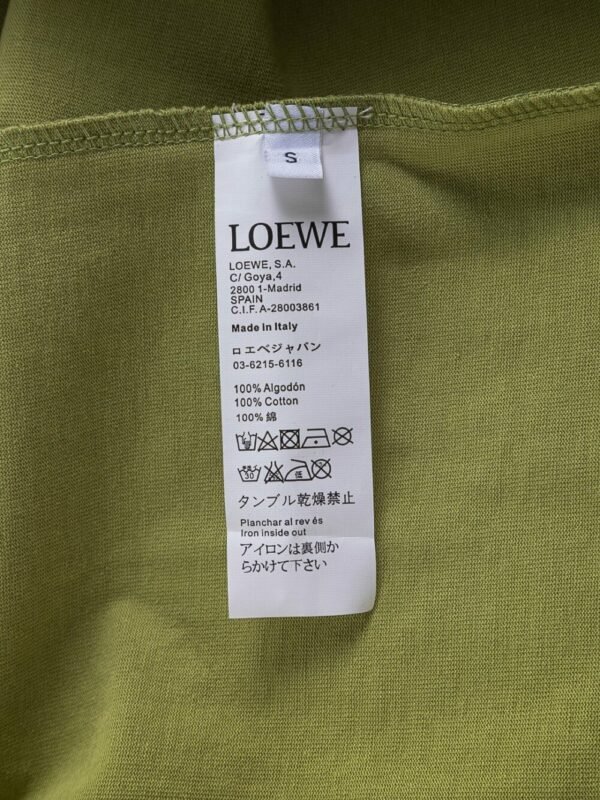 S
LOEWE
LOEWE, S.A.
C/ Goya,4
2800 1-Madrid
SPAIN
C.I.F. A-28003861
Made in Italy
ロエベジャパン
03-6215-6116
100% Algodón
100% Cotton
100% 綿
30 低
タンブル乾燥禁止
Planchar al rev és
Iron inside out
アイロンは裏側か
らかけて下さい